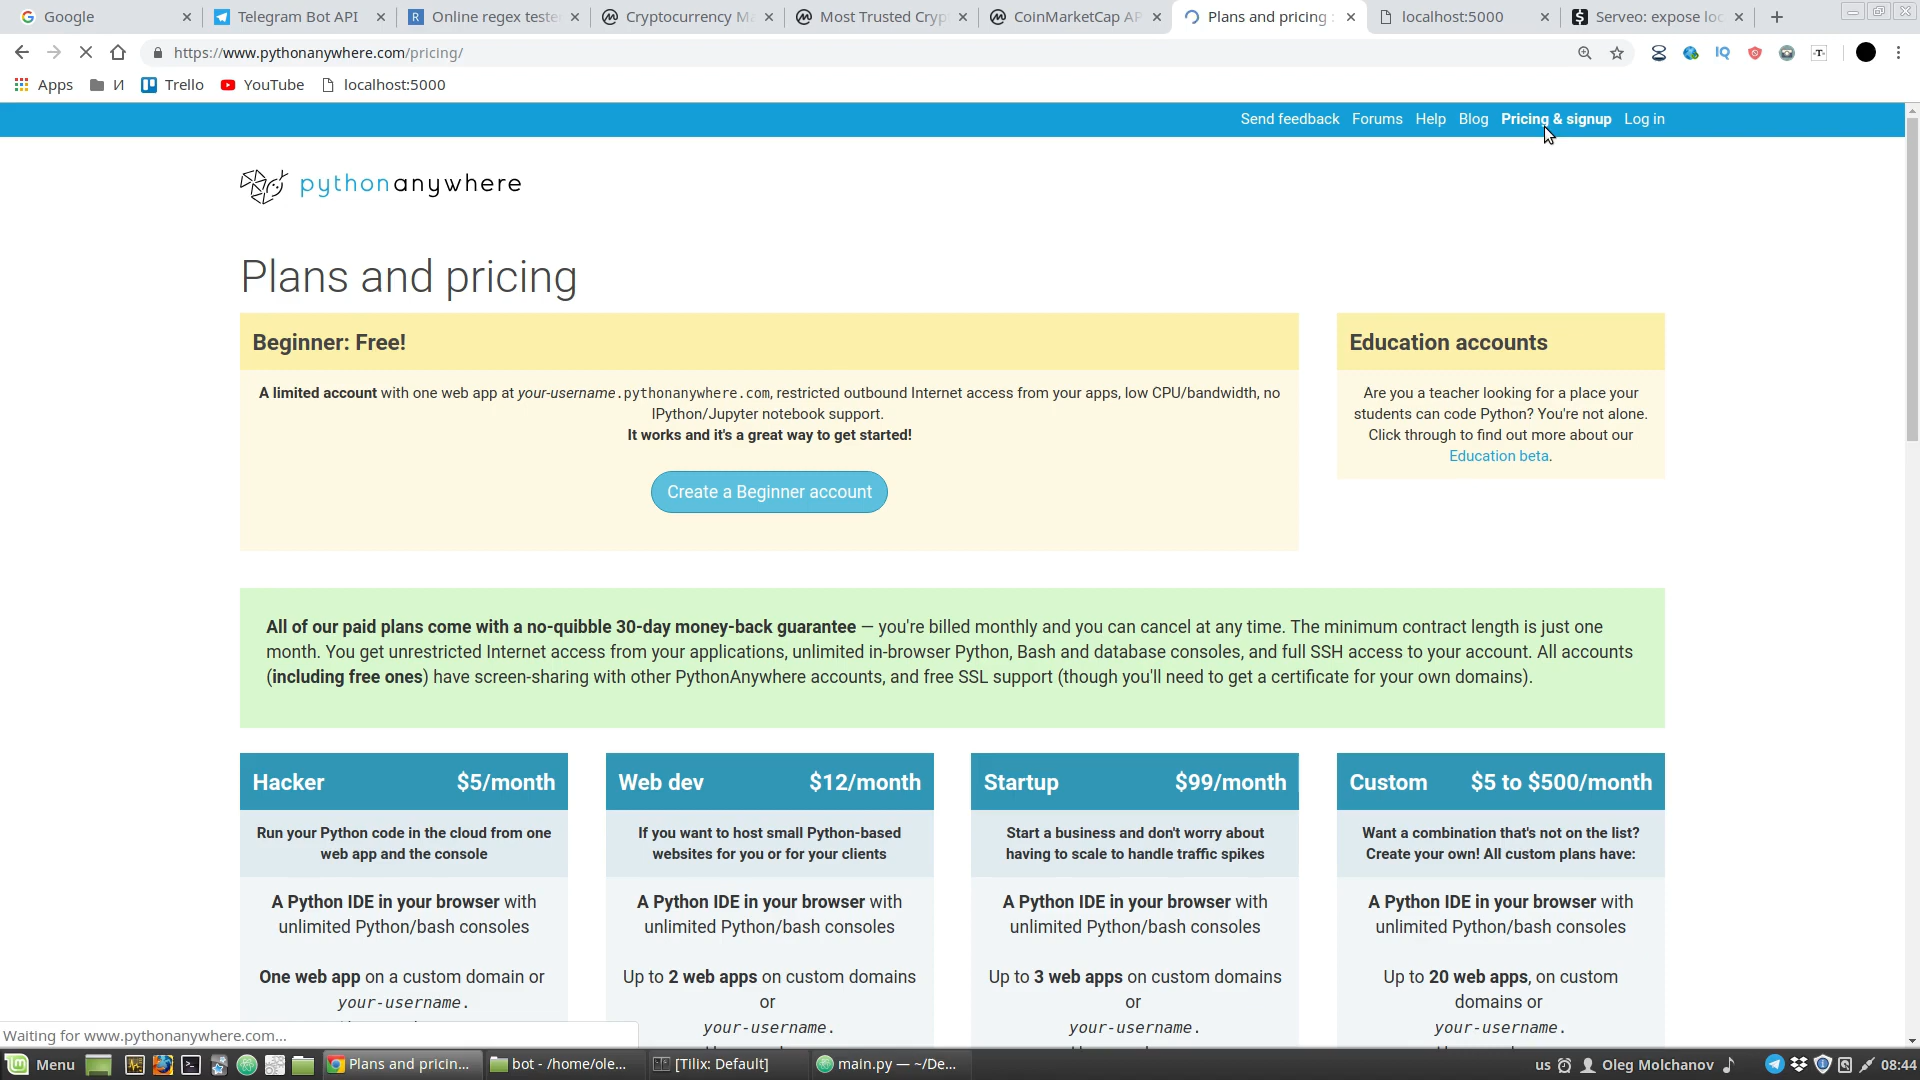 Google
Telegram Bot API
Online regex teste
Cryptocurrency Ma
Most Trusted Cryp
CoinMarketCap AP
Plans and pricing :
localhost:5000
Serveo: expose loc
https://www.pythonanywhere.com/pricing/
Apps
И
Trello
YouTube
localhost:5000
Send feedback Forums Help Blog Pricing & signup Log in
pythonanywhere
Plans and pricing
Beginner: Free!
A limited account with one web app at your-username.pythonanywhere.com, restricted outbound Internet access from your apps, low CPU/bandwidth, no
IPython/Jupyter notebook support.
It works and it's a great way to get started!
Create a Beginner account
Education accounts
Are you a teacher looking for a place your
students can code Python? You're not alone.
Click through to find out more about our
Education beta.
All of our paid plans come with a no-quibble 30-day money-back guarantee — you're billed monthly and you can cancel at any time. The minimum contract length is just one
month. You get unrestricted Internet access from your applications, unlimited in-browser Python, Bash and database consoles, and full SSH access to your account. All accounts
(including free ones) have screen-sharing with other PythonAnywhere accounts, and free SSL support (though you'll need to get a certificate for your own domains).
Hacker $5/month
Run your Python code in the cloud from one
web app and the console
A Python IDE in your browser with
unlimited Python/bash consoles
One web app on a custom domain or
your-username.
Web dev $12/month
If you want to host small Python-based
websites for you or for your clients
A Python IDE in your browser with
unlimited Python/bash consoles
Up to 2 web apps on custom domains
or
your-username.
Startup $99/month
Start a business and don't worry about
having to scale to handle traffic spikes
A Python IDE in your browser with
unlimited Python/bash consoles
Up to 3 web apps on custom domains
or
your-username.
Custom $5 to $500/month
Want a combination that's not on the list?
Create your own! All custom plans have:
A Python IDE in your browser with
unlimited Python/bash consoles
Up to 20 web apps, on custom
domains or
your-username.
Waiting for www.pythonanywhere.com...
Menu
Plans and pricin...
bot - /home/ole...
[Tilix: Default]
main.py — ~/De...
us
Oleg Molchanov
08:44